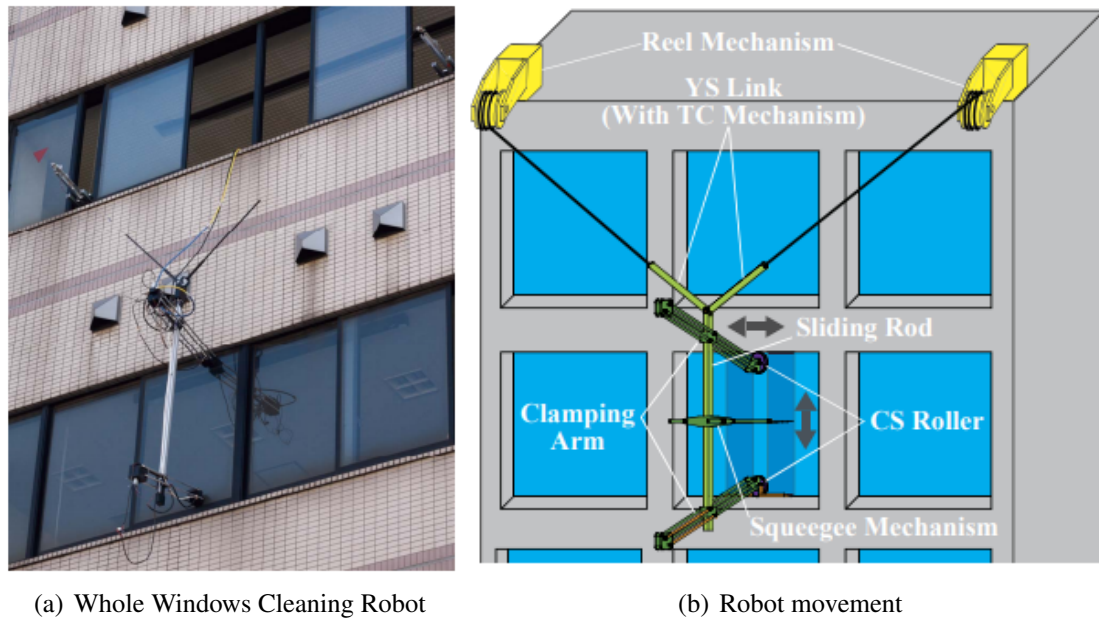 Reel Mechanism
YS Link
(With TC Mechanism)
Sliding Rod
Clamping
Arm
CS Roller
Squeegee Mechanism
(a) Whole Windows Cleaning Robot
(b) Robot movement